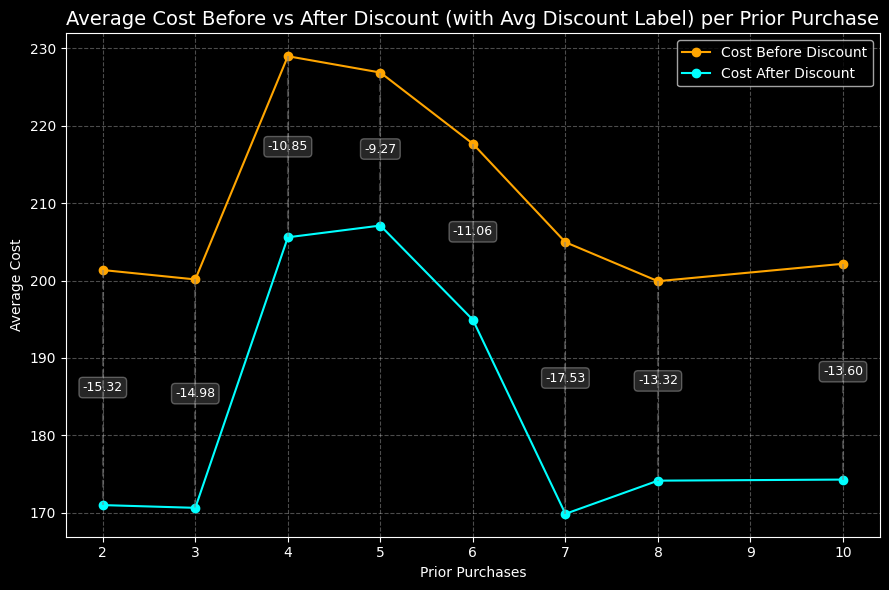 Average Cost Before vs After Discount (with Avg Discount Label) per Prior Purchase
Cost Before Discount
Cost After Discount
230
220
210
200
190
180
170
Average Cost
-15.32
-14.98
-10.85
-9.27
-11.06
-17.53
-13.32
-13.60
2 3 4 5 6 7 8 9 10
Prior Purchases